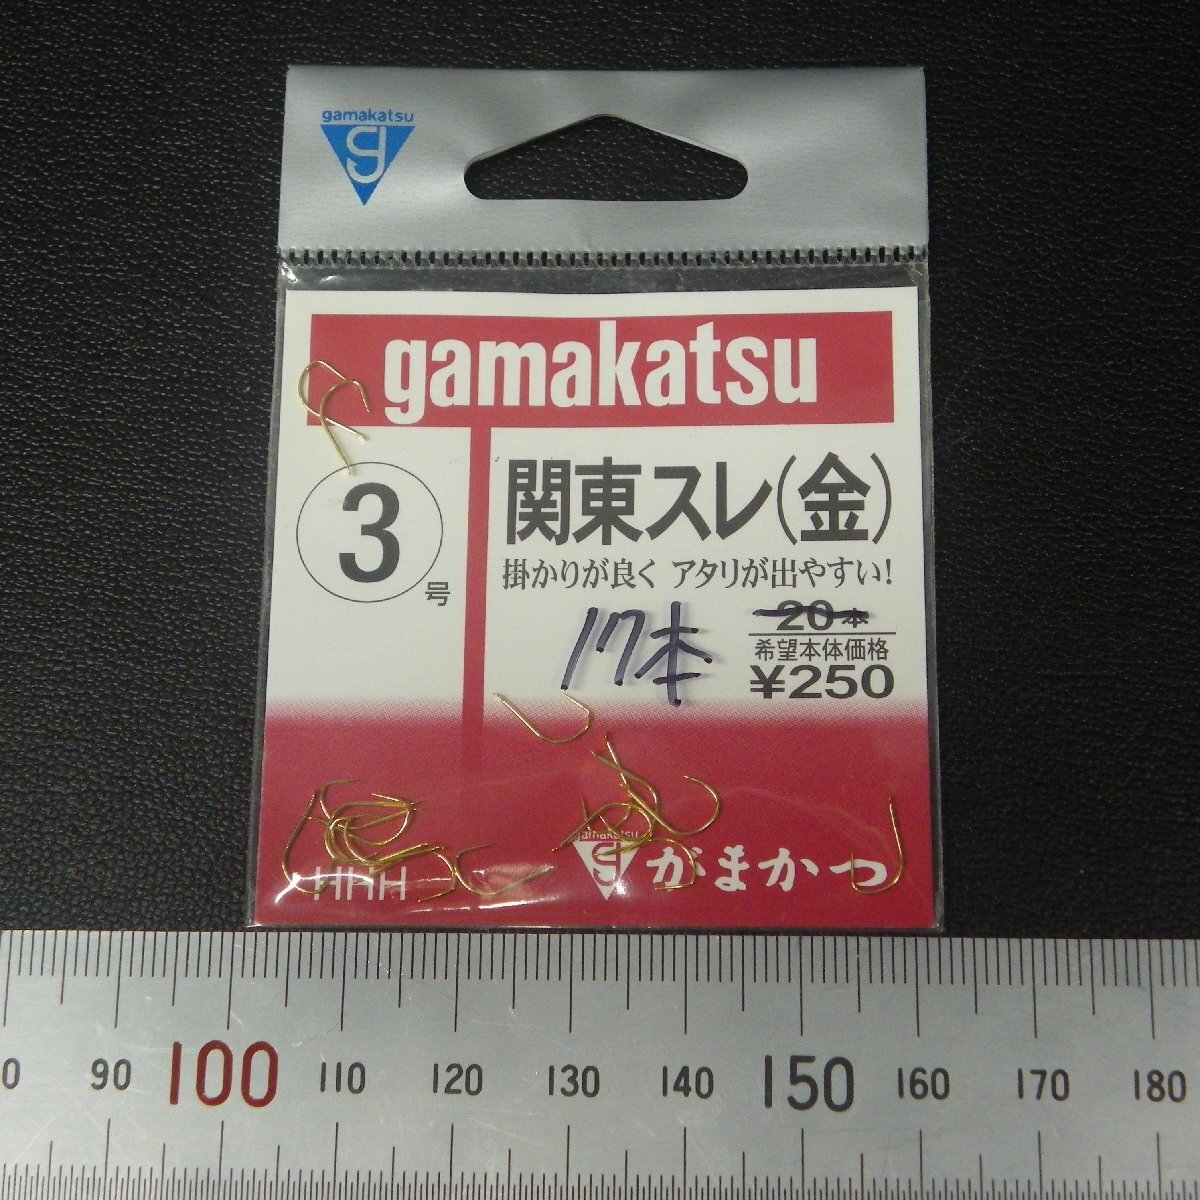 gamakatsu
g
gamakatsu
3号
関東スレ(金)
掛かりが良く アタリが出やすい!
17本
20本
希望本体価格
¥250
gamakatsu
g がまかつ
90 100 110 120 130 140 150 160 170 180